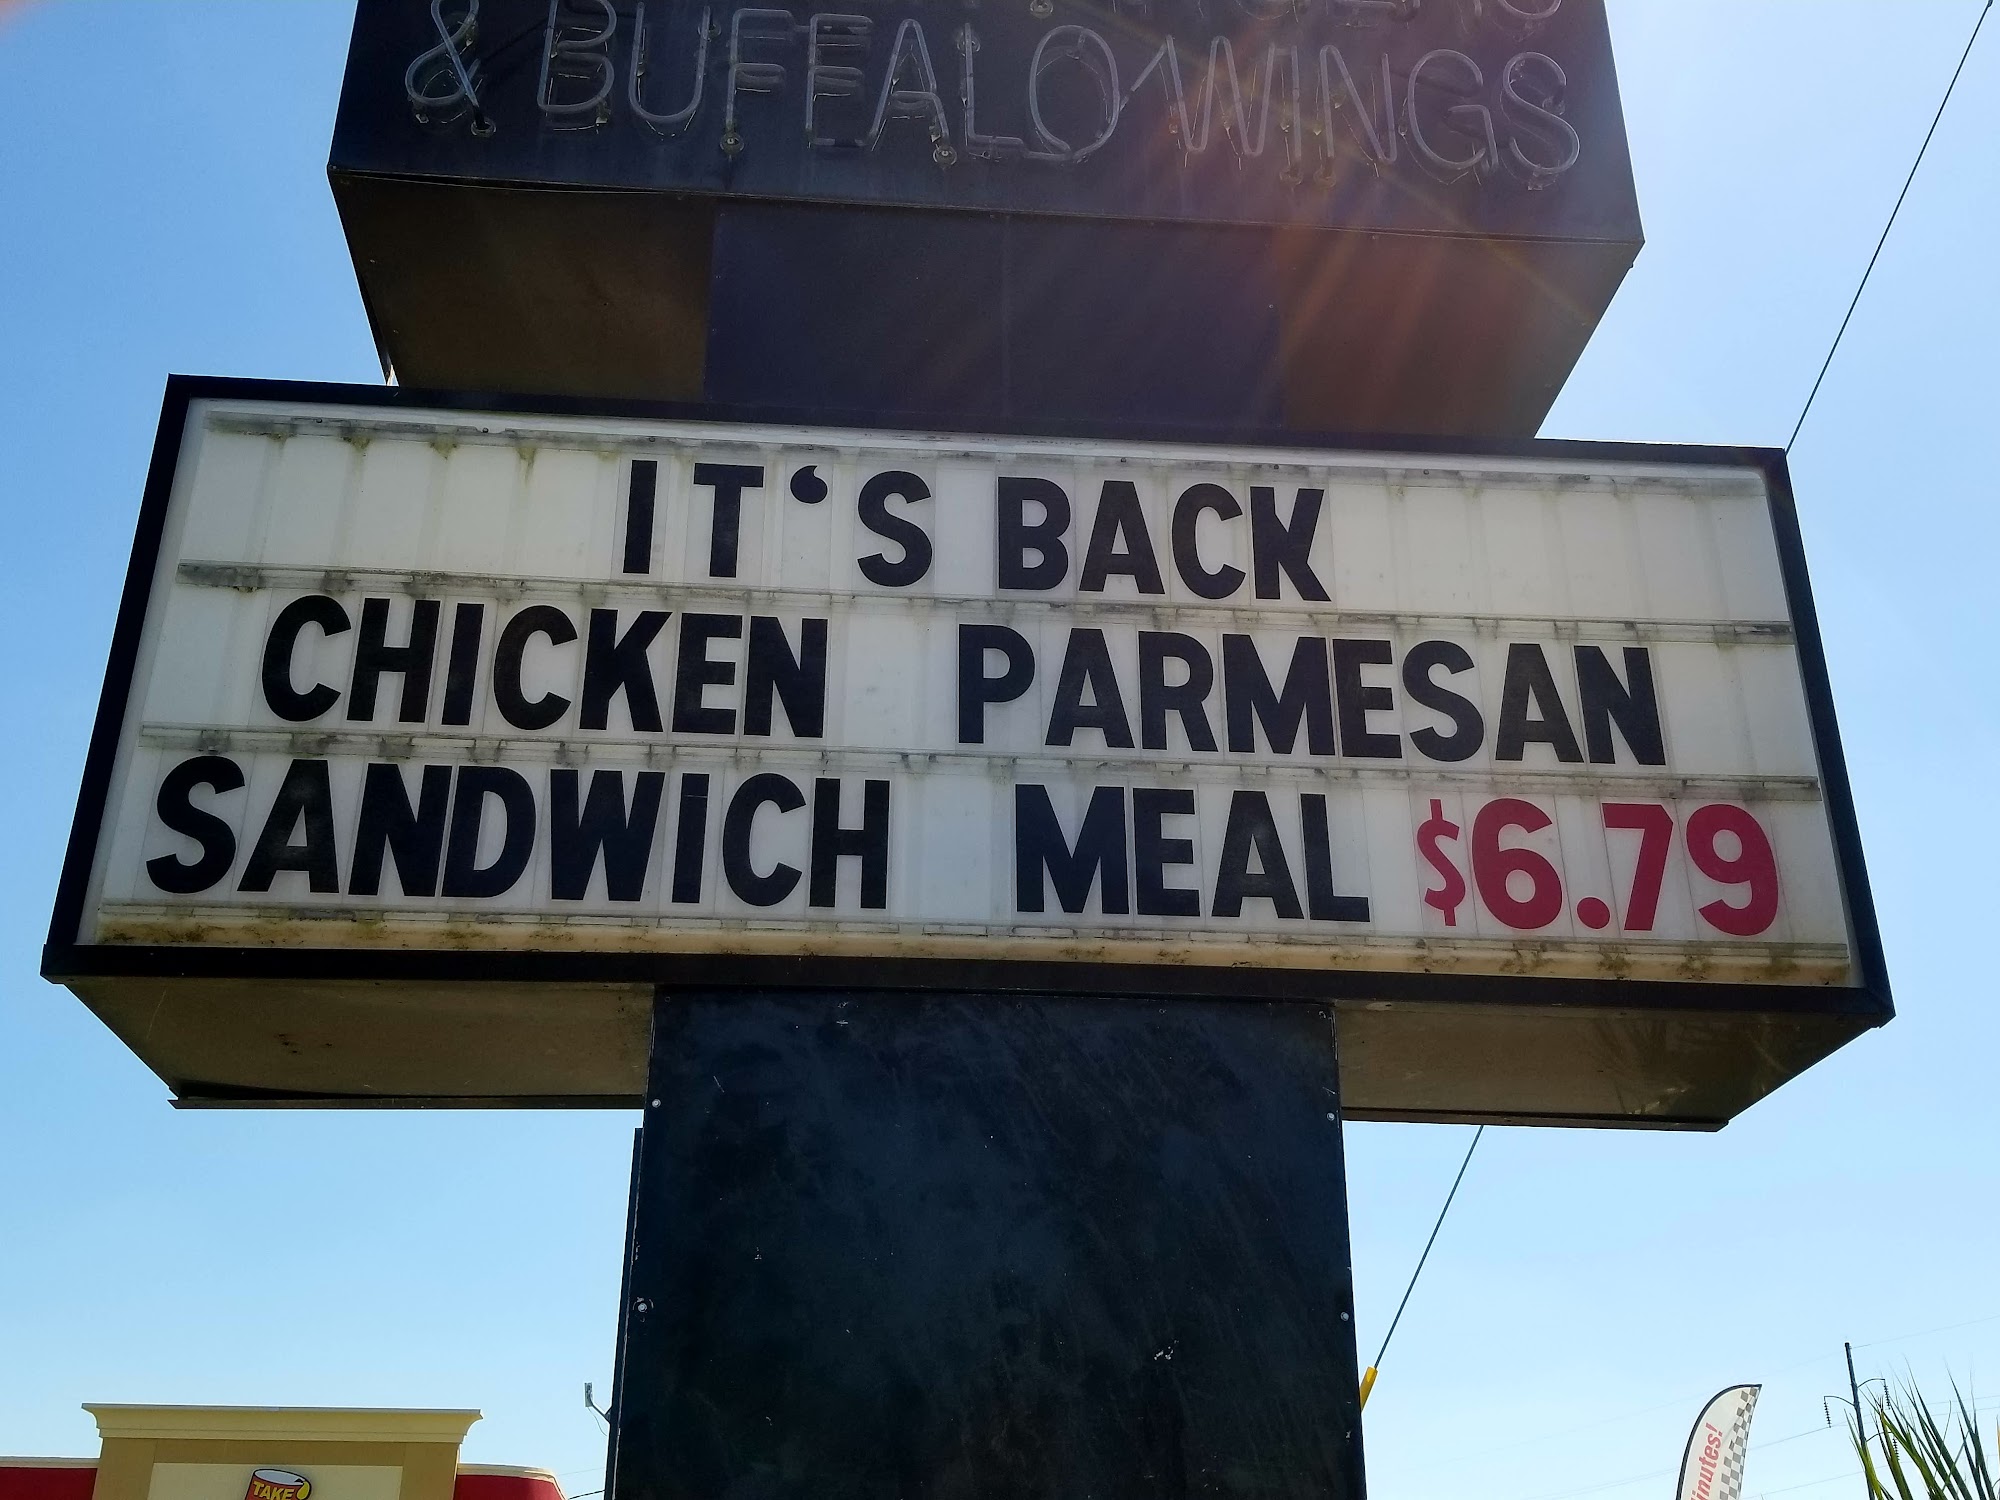 & BUFFALO WINGS
IT‘S BACK
CHICKEN PARMESAN
SANDWICH MEAL $6.79
TAKE